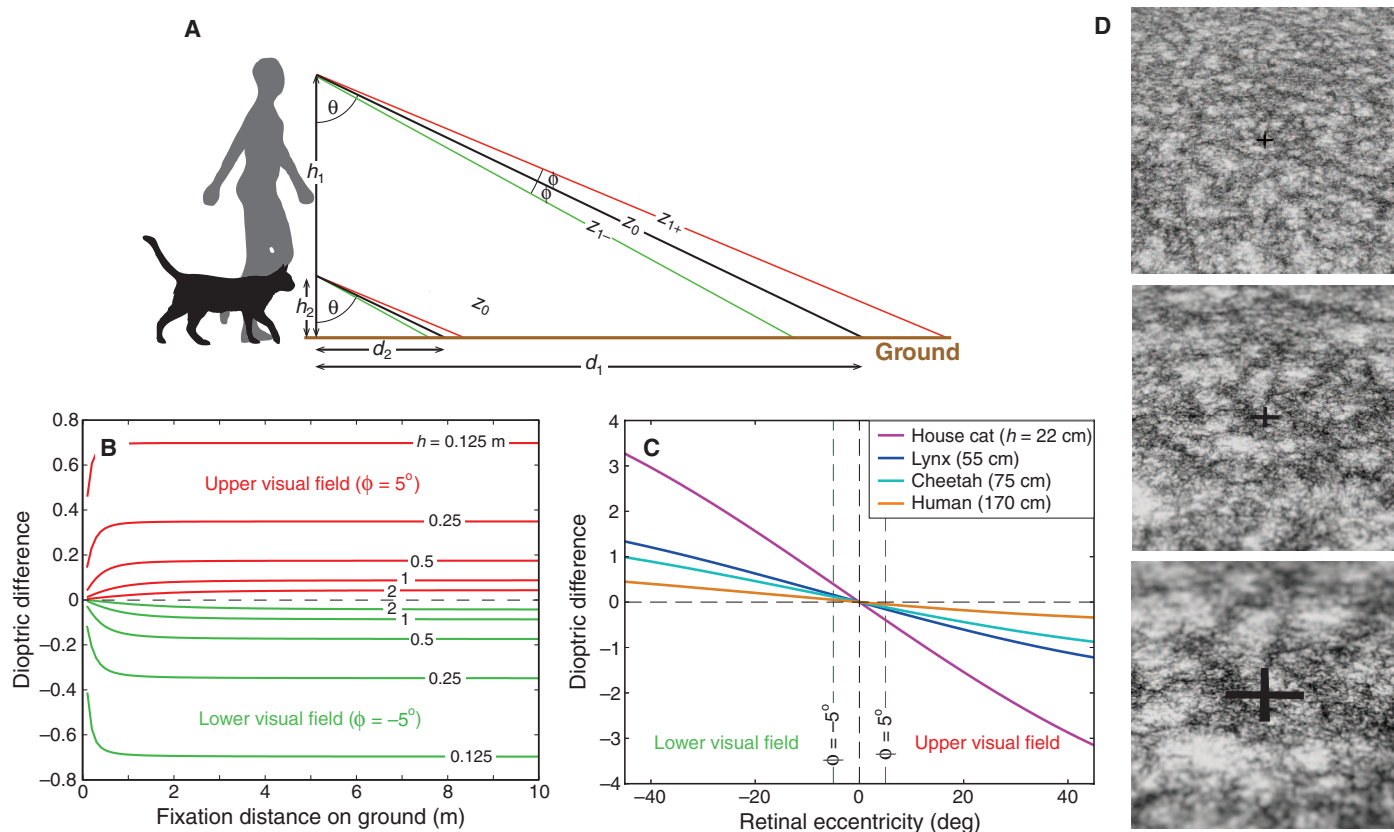 A
θ
h1
ϕ
ϕ
z1+
z0
z1−
h2
θ
z0
d2
Ground
d1
B
0.8
0.6
0.4
0.2
0
−0.2
−0.4
−0.6
−0.8
Dioptric difference
h = 0.125 m
Upper visual field (ϕ = 5°)
0.25
0.5
1
2
2
1
0.5
0.25
Lower visual field (ϕ = −5°)
0.125
0 2 4 6 8 10
Fixation distance on ground (m)
C
4
3
2
1
0
−1
−2
−3
−4
Dioptric difference
House cat (h = 22 cm)
Lynx (55 cm)
Cheetah (75 cm)
Human (170 cm)
Lower visual field
ϕ = −5°
ϕ = 5°
Upper visual field
−40 −20 0 20 40
Retinal eccentricity (deg)
D